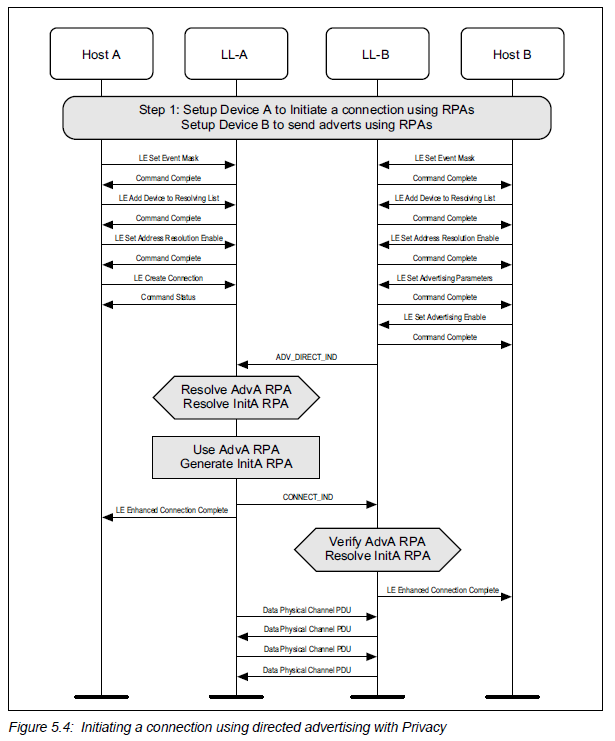 Host A LL-A LL-B Host B
Step 1: Setup Device A to Initiate a connection using RPAs
Setup Device B to send adverts using RPAs
LE Set Event Mask LE Set Event Mask
Command Complete Command Complete
LE Add Device to Resolving List LE Add Device to Resolving List
Command Complete Command Complete
LE Set Address Resolution Enable LE Set Address Resolution Enable
Command Complete Command Complete
LE Create Connection LE Set Advertising Parameters
Command Status Command Complete
LE Set Advertising Enable
Command Complete
ADV_DIRECT_IND
Resolve AdvA RPA
Resolve InitA RPA
Use AdvA RPA
Generate InitA RPA
CONNECT_IND
LE Enhanced Connection Complete
Verify AdvA RPA
Resolve InitA RPA
LE Enhanced Connection Complete
Data Physical Channel PDU
Data Physical Channel PDU
Data Physical Channel PDU
Data Physical Channel PDU
Figure 5.4: Initiating a connection using directed advertising with Privacy